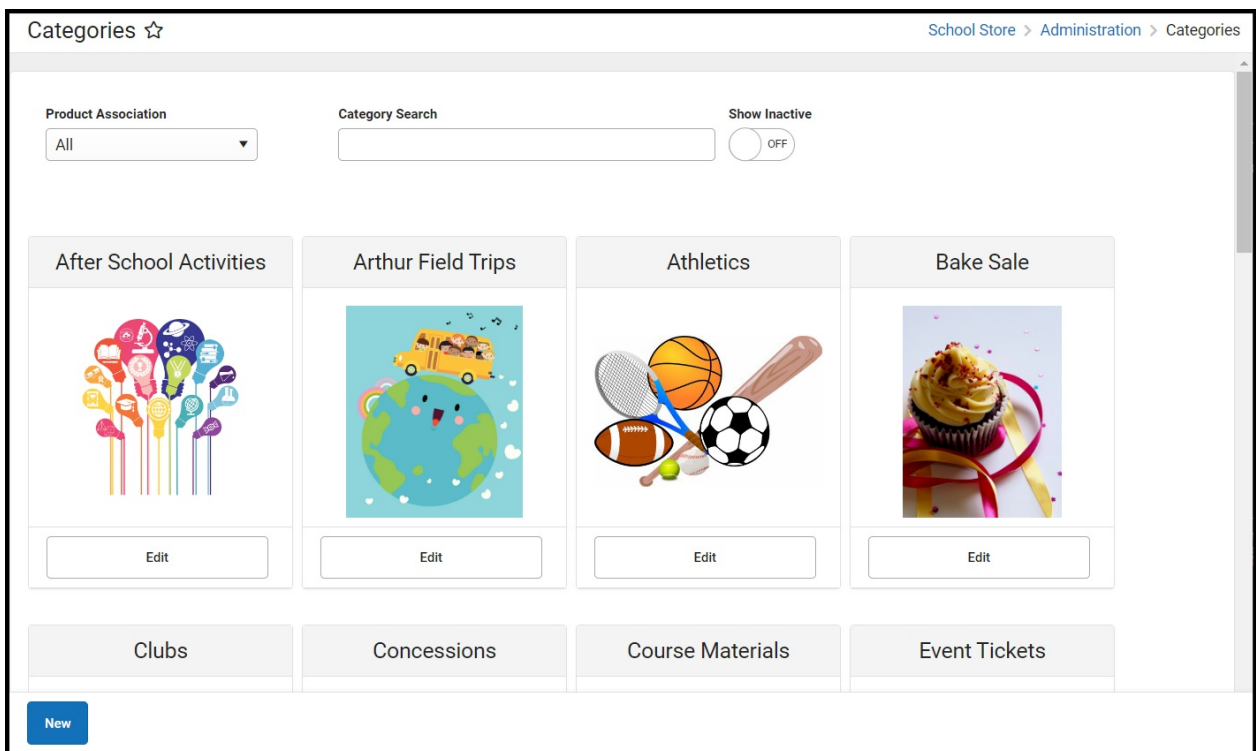 Categories
School Store > Administration > Categories
Product Association
Category Search
Show Inactive
All
OFF
After School Activities
Arthur Field Trips
Athletics
Bake Sale
Edit
Edit
Edit
Edit
Clubs
Concessions
Course Materials
Event Tickets
New